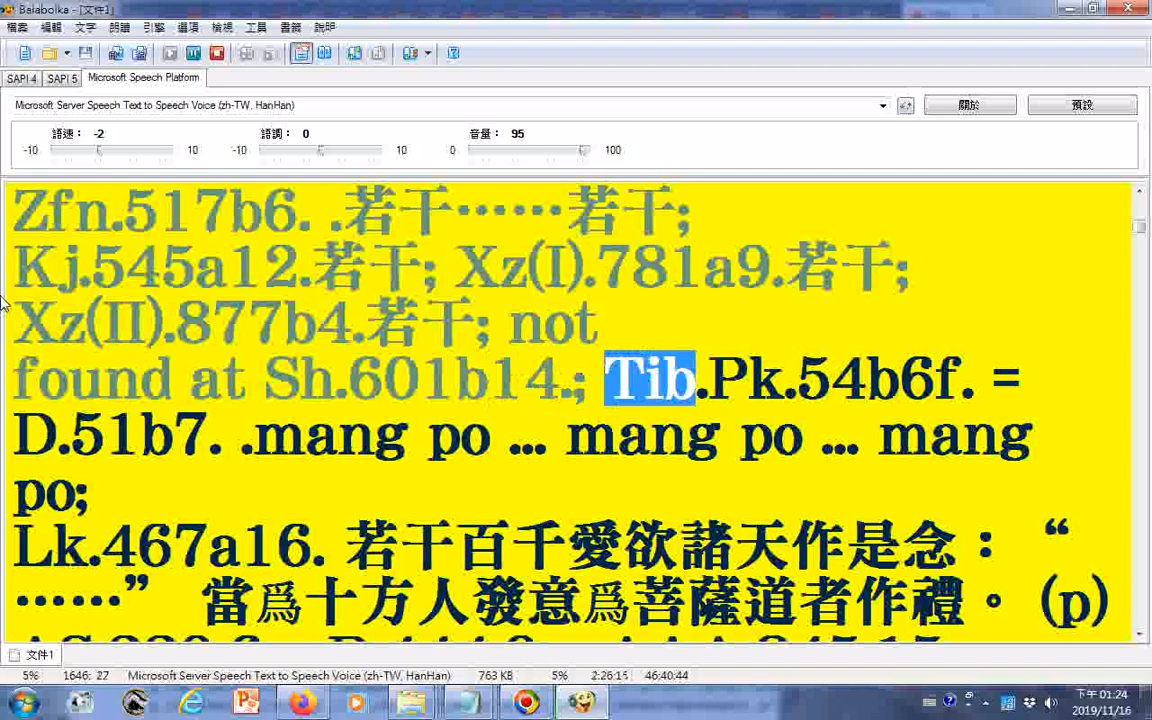 Balabolka - [文件1]
檔案 編輯 文字 朗讀 引擎 選項 檢視 工具 書籤 說明
SAPI 4 SAPI 5 Microsoft Speech Platform
Microsoft Server Speech Text to Speech Voice (zh-TW, HanHan) 關於 預設
語速： -2 語調： 0 音量： 95
-10 10 -10 10 0 100
Zfn.517b6. .若干⋯⋯若干;
Kj.545a12.若干; Xz(I).781a9.若干;
Xz(II).877b4.若干; not
found at Sh.601b14.; Tib.Pk.54b6f. =
D.51b7. .mang po ... mang po ... mang
po;
Lk.467a16. 若干百千愛欲諸天作是念：“
⋯⋯” 當爲十方人發意爲菩薩道者作禮。(p)
文件1
5% 1646: 27 Microsoft Server Speech Text to Speech Voice (zh-TW, HanHan) 763 KB 5% 2:26:15 46:40:44
下午 01:24
2019/11/16